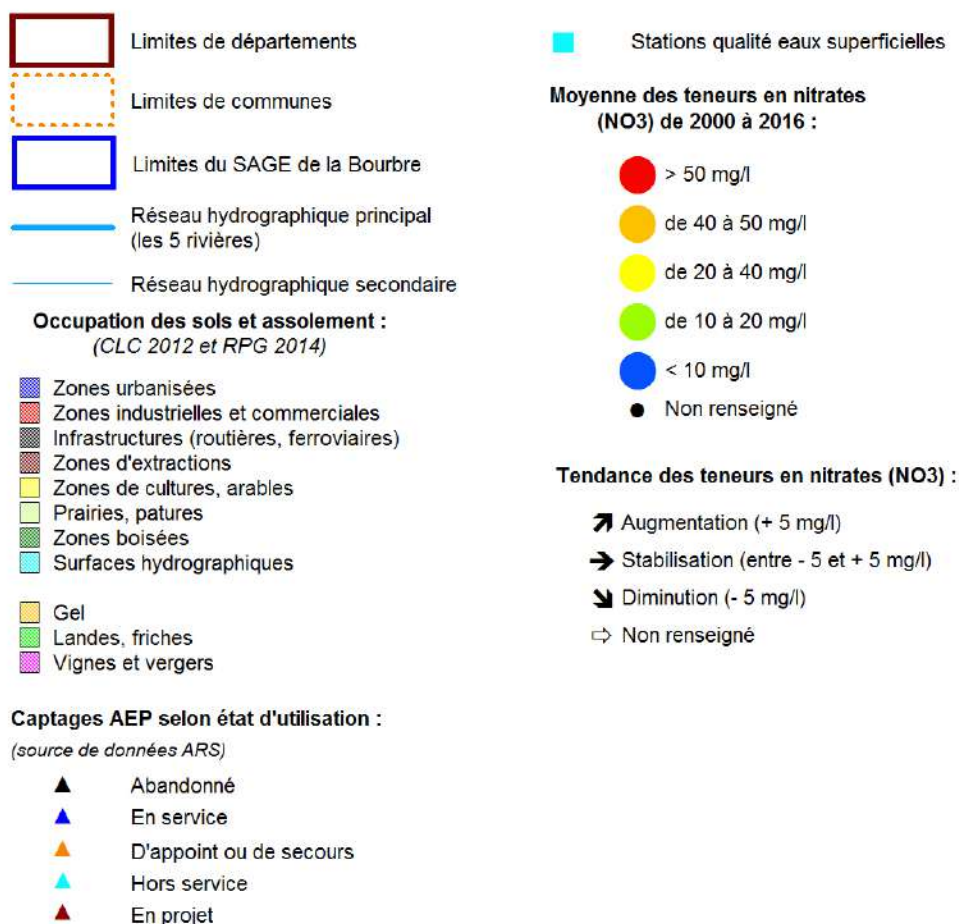 Limites de départements
Limites de communes
Limites du SAGE de la Bourbre
Réseau hydrographique principal
(les 5 rivières)
Réseau hydrographique secondaire
Occupation des sols et assolement :
(CLC 2012 et RPG 2014)
Zones urbanisées
Zones industrielles et commerciales
Infrastructures (routières, ferroviaires)
Zones d'extractions
Zones de cultures, arables
Prairies, patures
Zones boisées
Surfaces hydrographiques
Gel
Landes, friches
Vignes et vergers
Captages AEP selon état d'utilisation :
(source de données ARS)
Abandonné
En service
D'appoint ou de secours
Hors service
En projet
Stations qualité eaux superficielles
Moyenne des teneurs en nitrates
(NO3) de 2000 à 2016 :
> 50 mg/l
de 40 à 50 mg/l
de 20 à 40 mg/l
de 10 à 20 mg/l
< 10 mg/l
Non renseigné
Tendance des teneurs en nitrates (NO3) :
Augmentation (+ 5 mg/l)
Stabilisation (entre - 5 et + 5 mg/l)
Diminution (- 5 mg/l)
Non renseigné